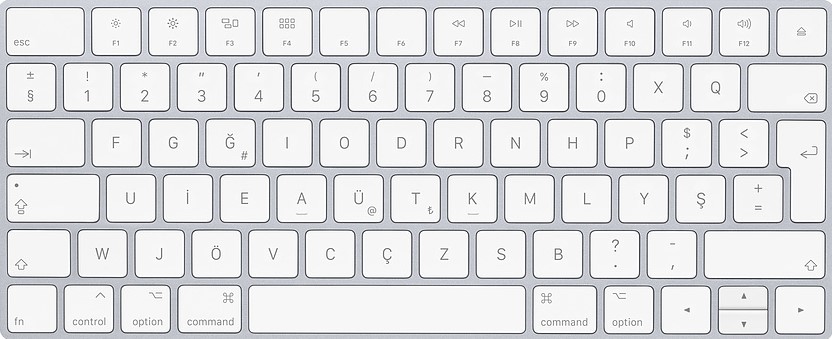 esc F1 F2 F3 F4 F5 F6 F7 F8 F9 F10 F11 F12
± ! * " ' ( / ) — % :
§ 1 2 3 4 5 6 7 8 9 0 X Q
F G Ğ # I O D R N H P $ ; < >
U İ E A Ü @ T ₺ K M L Y Ş + =
W J Ö V C Ç Z S B ? . - ,
fn control option command command option